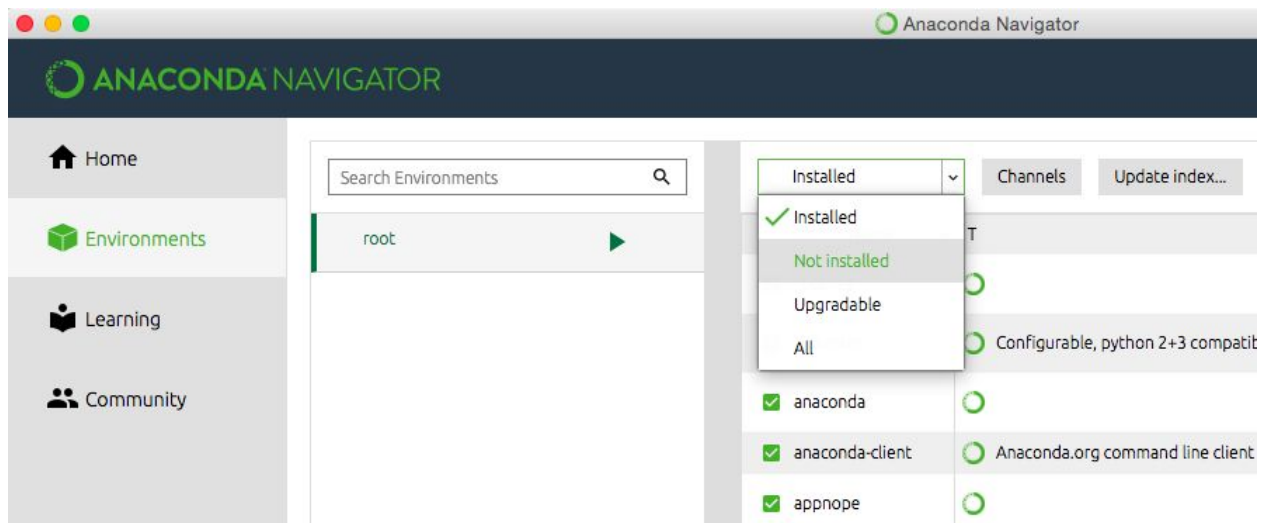 Anaconda Navigator
ANACONDA NAVIGATOR
Home
Environments
Learning
Community
Search Environments
root
Installed
Channels
Update index...
Installed
Not installed
Upgradable
All
T
Configurable, python 2+3 compatib
anaconda
anaconda-client
Anaconda.org command line client
appnope